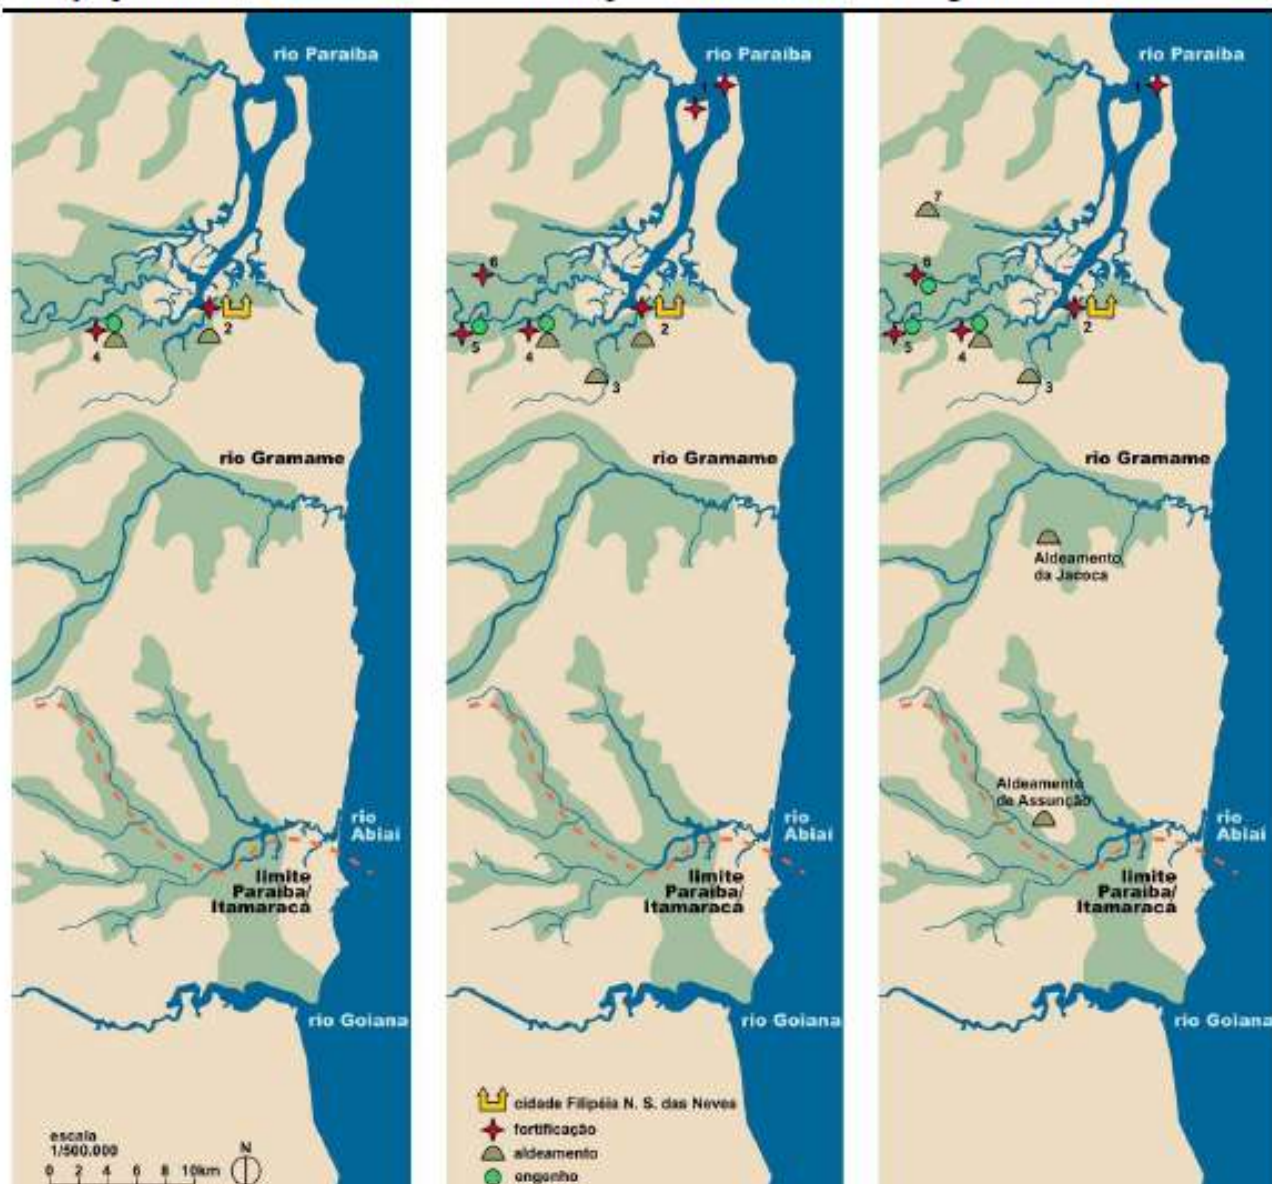 rio Paraíba
4
2
rio Gramame
rio
Abiaí
limite
Paraíba/
Itamaracá
rio Goiana
escala
1/500.000
0 2 4 6 8 10km
N
rio Paraíba
1
6
5
4
2
3
rio Gramame
rio
Abiaí
limite
Paraíba/
Itamaracá
rio Goiana
cidade Filipéia N. S. das Neves
fortificação
aldeamento
engenho
rio Paraíba
1
7
6
5
4
2
3
rio Gramame
Aldeamento
da Jacoca
Aldeamento
de Assunção
rio
Abiaí
limite
Paraíba/
Itamaracá
rio Goiana